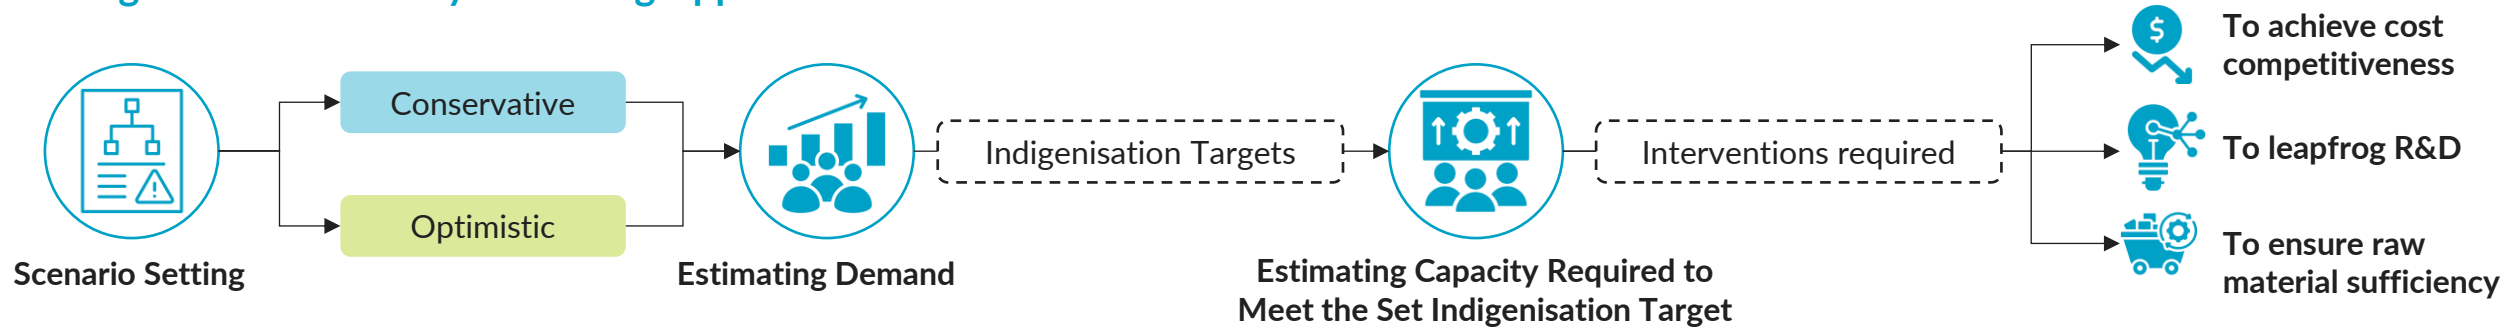 Scenario Setting
Conservative
Optimistic
Estimating Demand
Indigenisation Targets
Estimating Capacity Required to
Meet the Set Indigenisation Target
Interventions required
To achieve cost
competitiveness
To leapfrog R&D
To ensure raw
material sufficiency